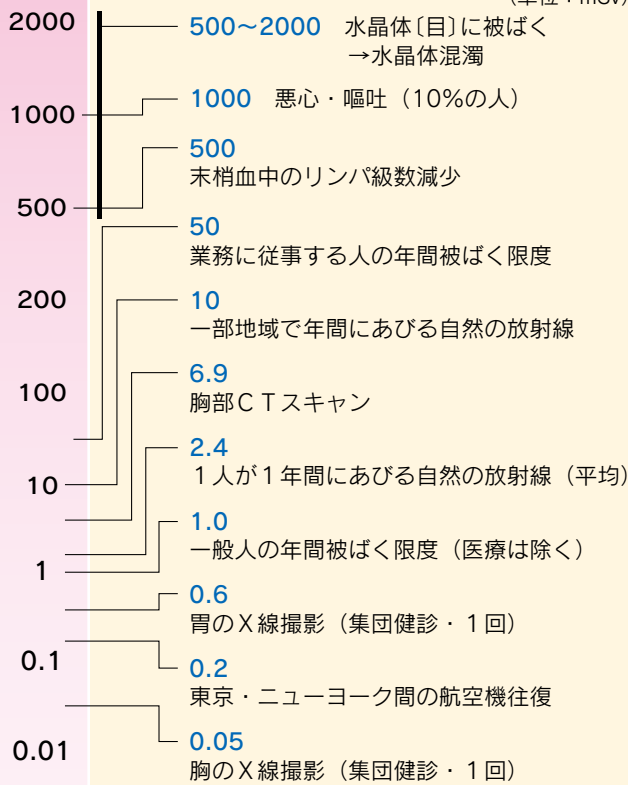 （単位：mSv）
2000
500〜2000　水晶体〔目〕に被ばく
→水晶体混濁
1000　悪心・嘔吐（10％の人）
1000
500
末梢血中のリンパ級数減少
500
50
業務に従事する人の年間被ばく限度
200
10
一部地域で年間にあびる自然の放射線
100
6.9
胸部ＣＴスキャン
2.4
１人が１年間にあびる自然の放射線（平均）
10
1.0
一般人の年間被ばく限度（医療は除く）
1
0.6
胃のＸ線撮影（集団健診・１回）
0.1
0.2
東京・ニューヨーク間の航空機往復
0.01
0.05
胸のＸ線撮影（集団健診・１回）